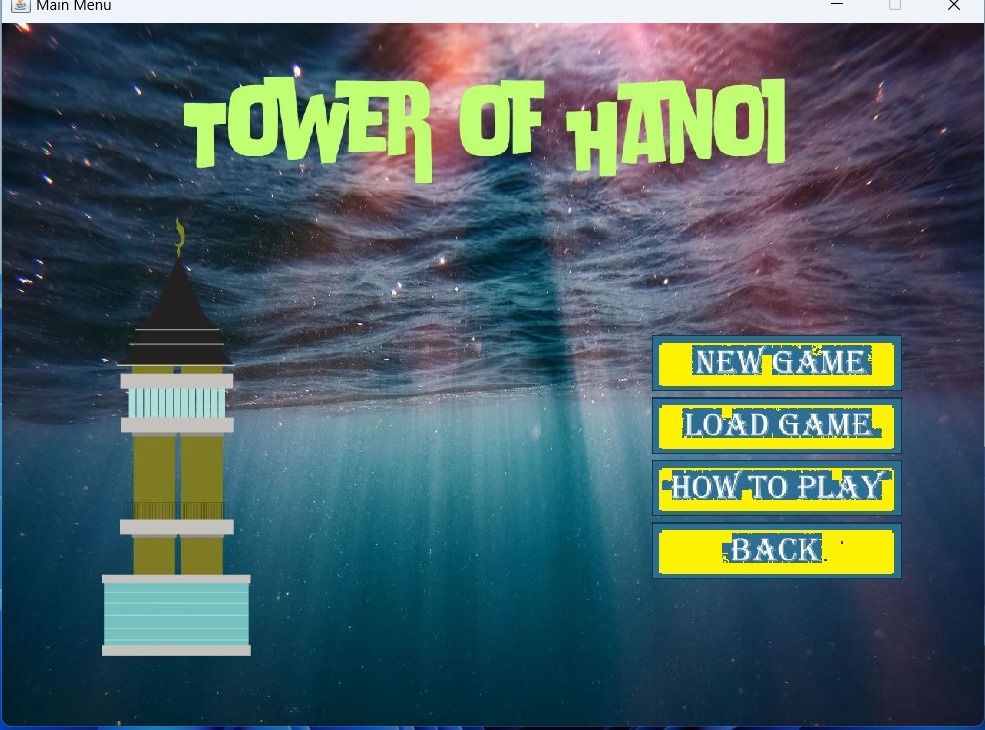 Main Menu
TOWER OF HANOI
NEW GAME
LOAD GAME
HOW TO PLAY
BACK